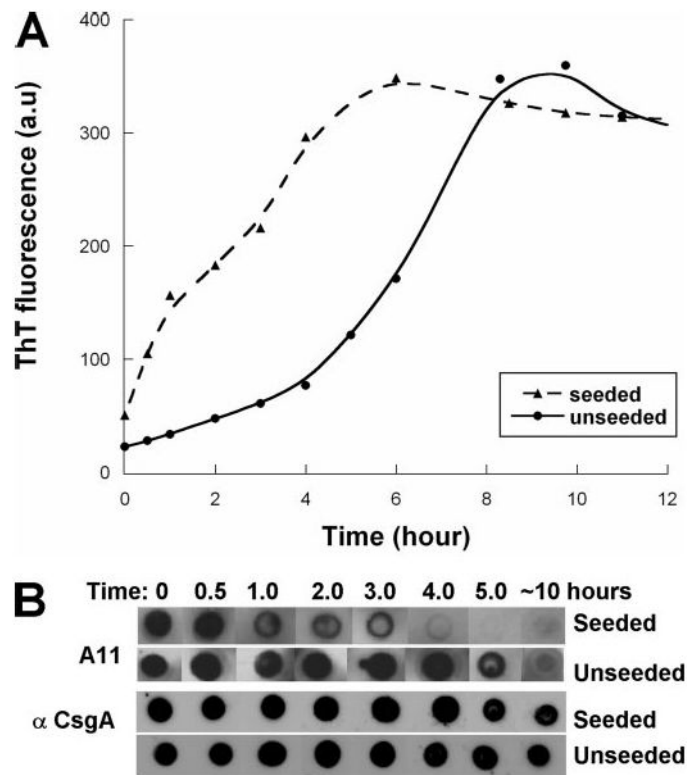 A
400
300
200
100
0
ThT fluorescence (a.u)
seeded
unseeded
0 2 4 6 8 10 12
Time (hour)
B
Time: 0 0.5 1.0 2.0 3.0 4.0 5.0 ~10 hours
Seeded
A11
Unseeded
α CsgA
Seeded
Unseeded